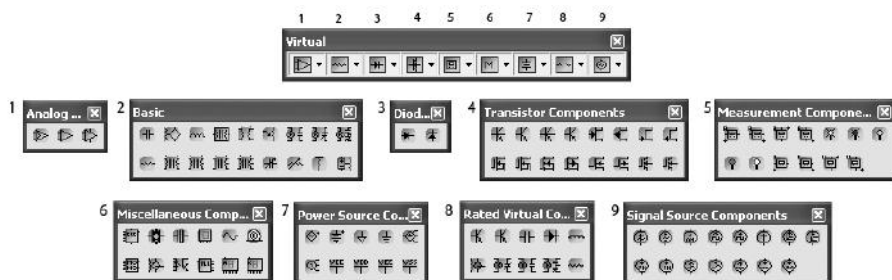 1 2 3 4 5 6 7 8 9
Virtual
1 Analog ...
2 Basic
3 Diod...
4 Transistor Components
5 Measurement Compone...
6 Miscellaneous Comp...
7 Power Source Co...
8 Rated Virtual Co...
9 Signal Source Components